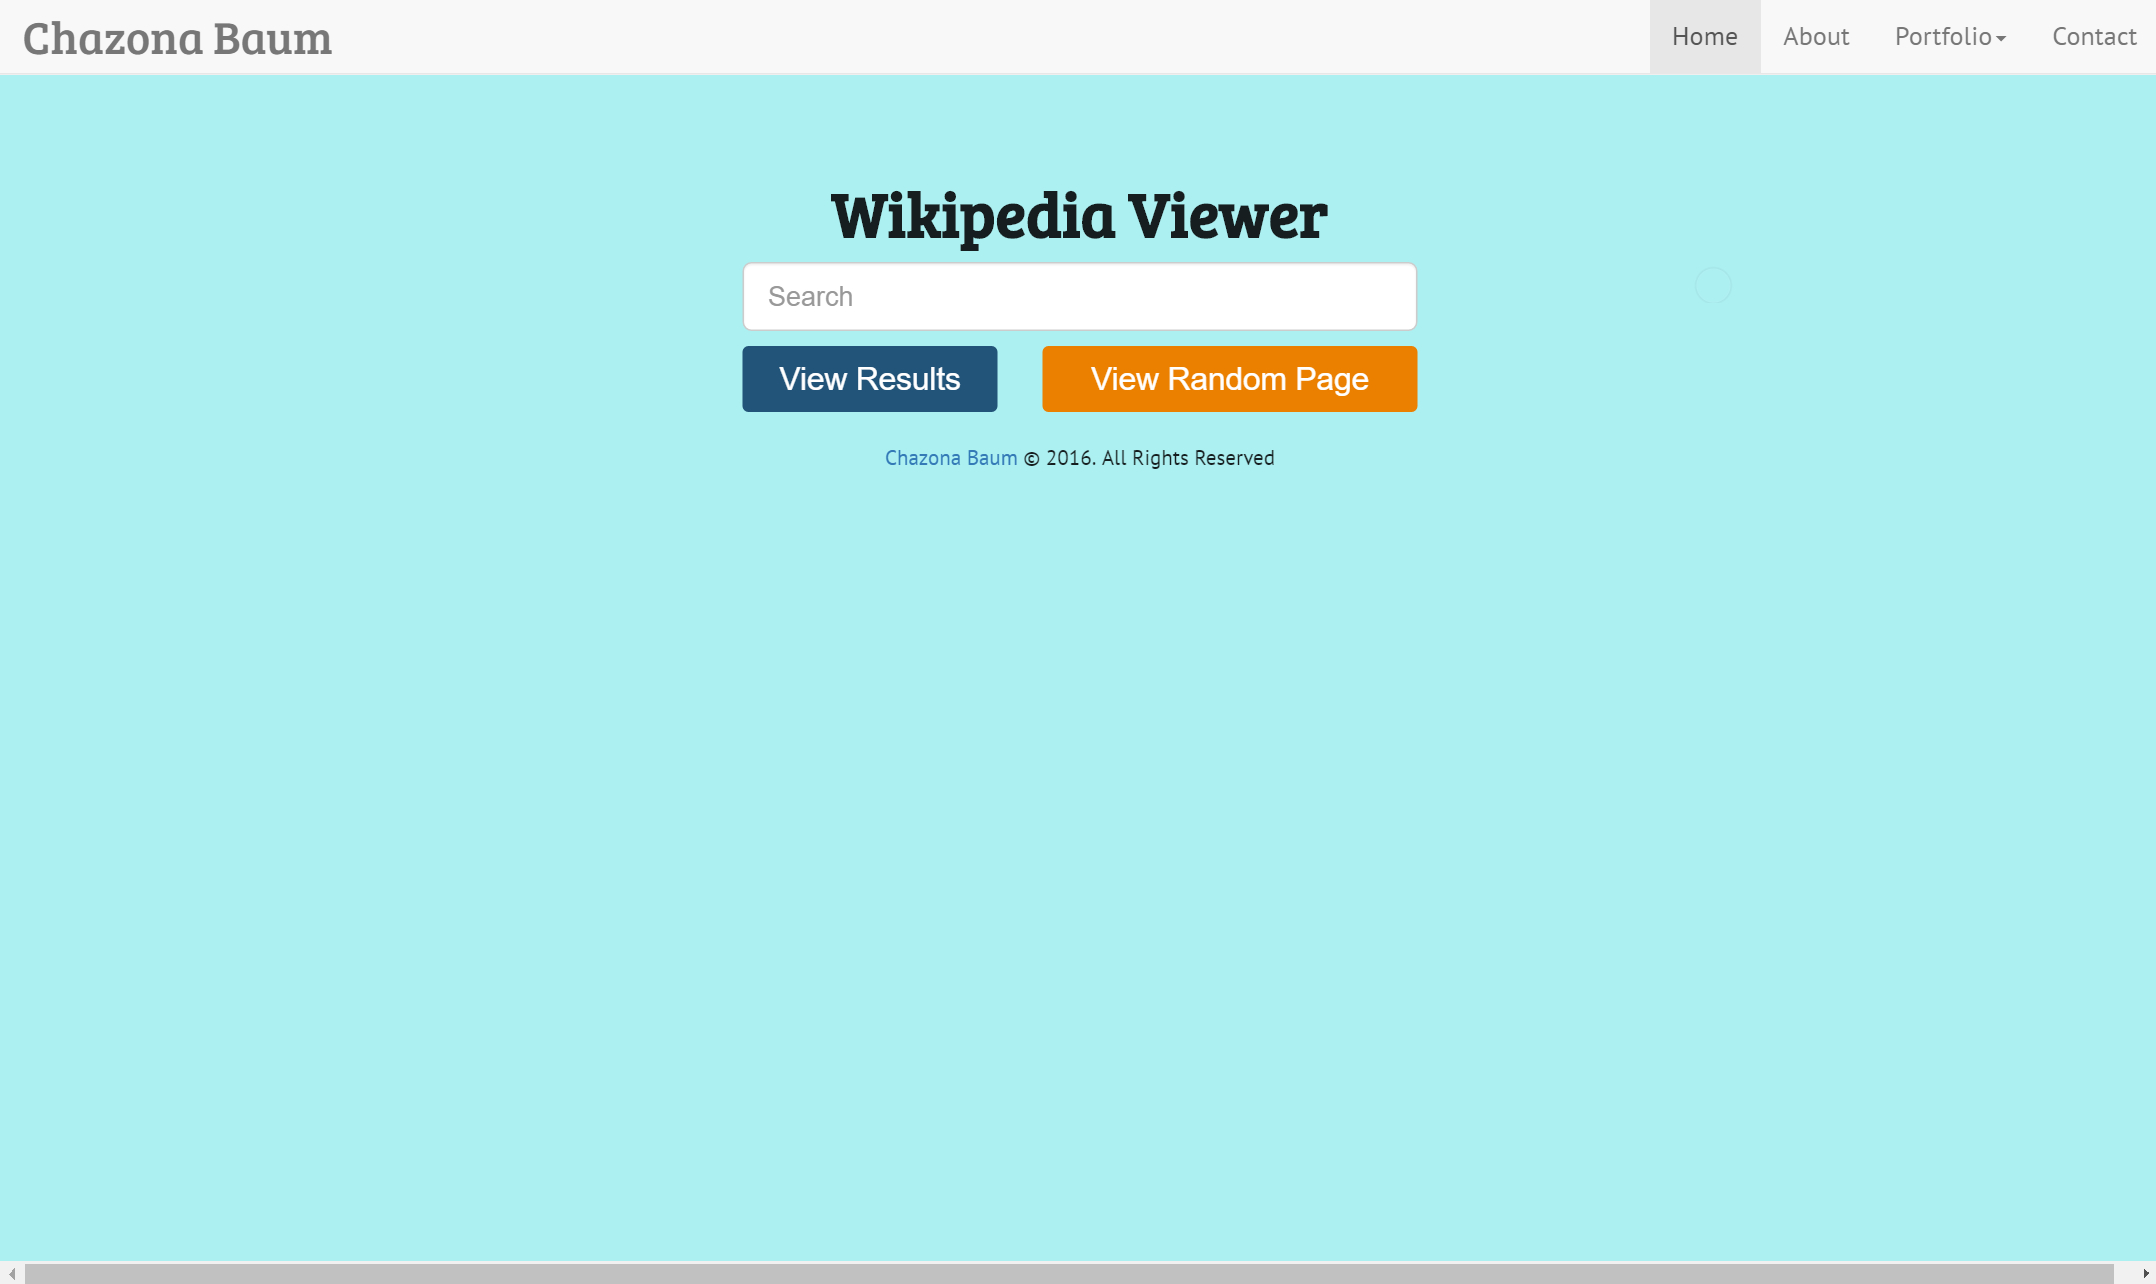 Chazona Baum Home About Portfolio Contact
Wikipedia Viewer
Search
View Results View Random Page
Chazona Baum © 2016. All Rights Reserved